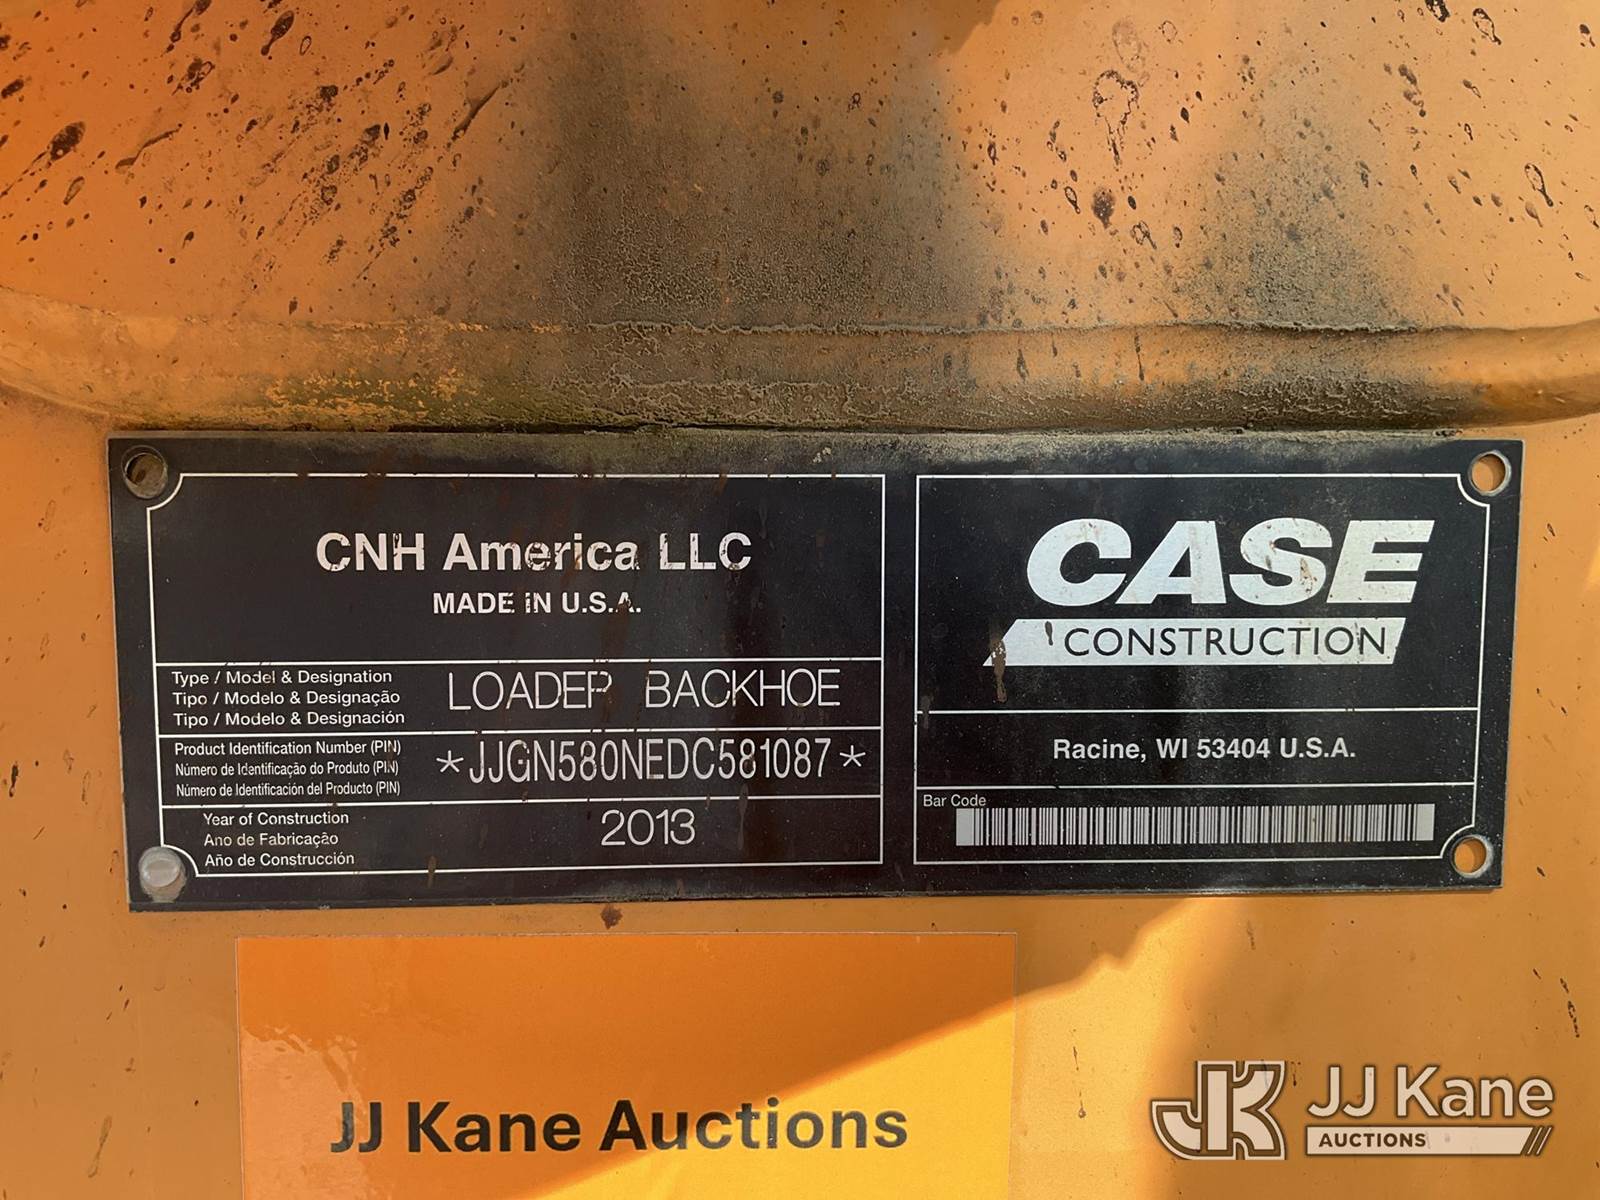 CNH America LLC
MADE IN U.S.A.
Type / Model & Designation
Tipo / Modelo & Designação
Tipo / Modelo & Designación
LOADER BACKHOE
Product Identification Number (PIN)
Número de Identificação do Produto (PIN)
Número de Identificación del Producto (PIN)
*JJGN580NEDC581087*
Year of Construction
Ano de Fabricação
Año de Construcción
2013
CASE
CONSTRUCTION
Racine, WI 53404 U.S.A.
Bar Code
JJ Kane Auctions
JK JJ Kane
AUCTIONS